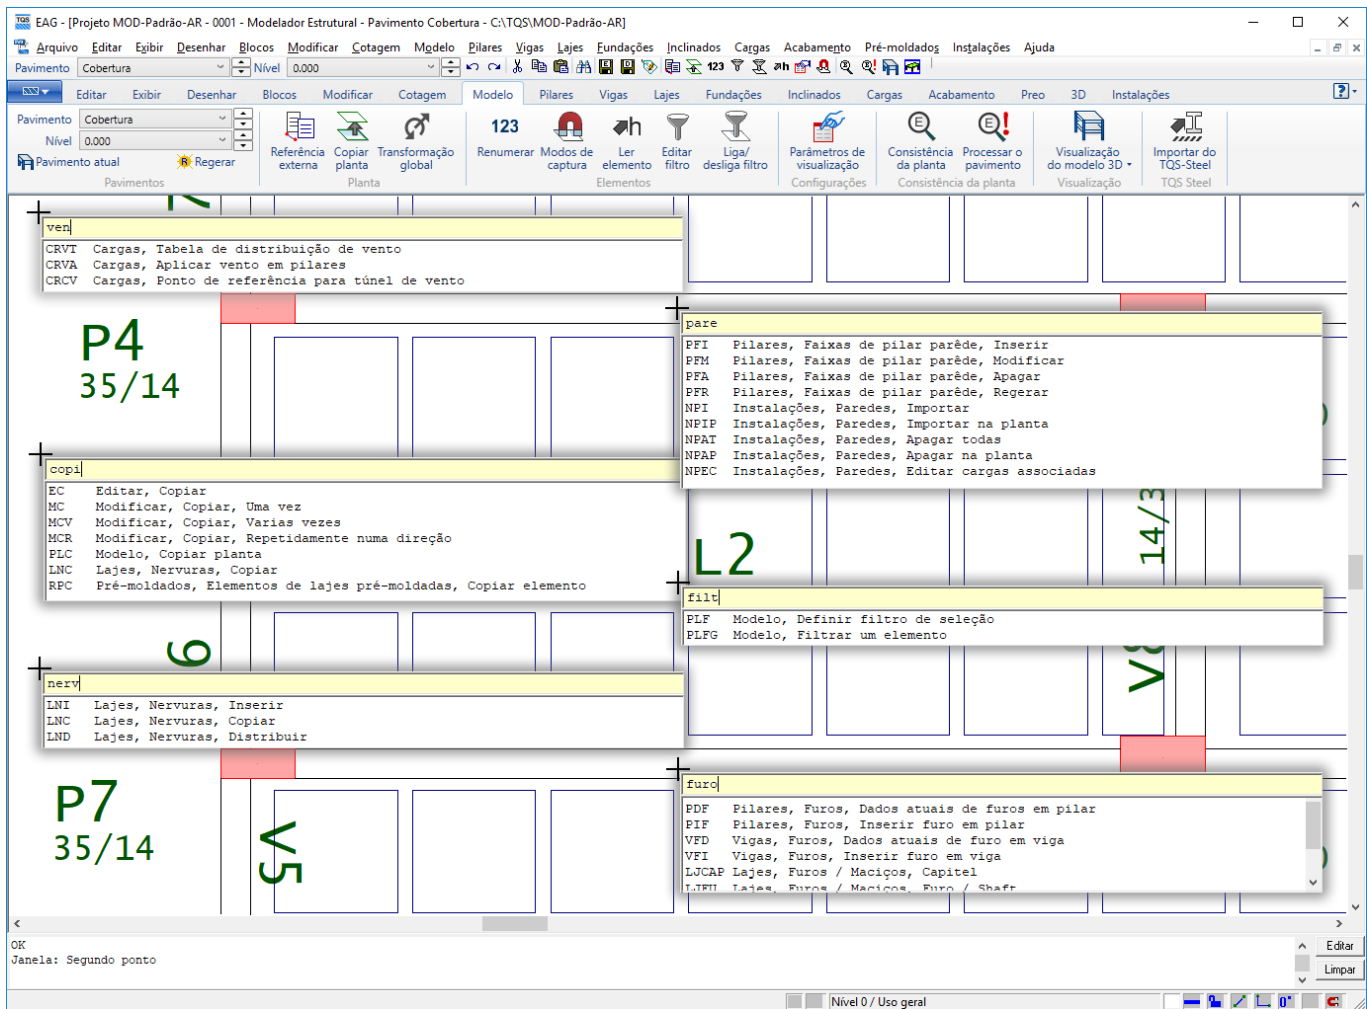 TQS EAG - [Projeto MOD-Padrão-AR - 0001 - Modelador Estrutural - Pavimento Cobertura - C:\TQS\MOD-Padrão-AR]
Arquivo Editar Exibir Desenhar Blocos Modificar Cotagem Modelo Pilares Vigas Lajes Fundações Inclinados Cargas Acabamento Pré-moldados Instalações Ajuda
Pavimento Cobertura Nível 0.000 123
Editar Exibir Desenhar Blocos Modificar Cotagem Modelo Pilares Vigas Lajes Fundações Inclinados Cargas Acabamento Preo 3D Instalações
Pavimento Cobertura
Nível 0.000
Pavimento atual Regerar
Pavimentos
Referência externa
Copiar planta
Transformação global
Planta
123
Renumerar
Modos de captura
Ler elemento
Editar filtro
Liga/ desliga filtro
Elementos
Parâmetros de visualização
Configurações
Consistência da planta
Processar o pavimento
Consistência da planta
Visualização do modelo 3D
Visualização
Importar do TQS-Steel
TQS Steel
ven
CRVT Cargas, Tabela de distribuição de vento
CRVA Cargas, Aplicar vento em pilares
CRCV Cargas, Ponto de referência para túnel de vento
P4
35/14
pare
PFI Pilares, Faixas de pilar parêde, Inserir
PFM Pilares, Faixas de pilar parêde, Modificar
PFA Pilares, Faixas de pilar parêde, Apagar
PFR Pilares, Faixas de pilar parêde, Regerar
NPI Instalações, Paredes, Importar
NPIP Instalações, Paredes, Importar na planta
NPAT Instalações, Paredes, Apagar todas
NPAP Instalações, Paredes, Apagar na planta
NPEC Instalações, Paredes, Editar cargas associadas
copi
EC Editar, Copiar
MC Modificar, Copiar, Uma vez
MCV Modificar, Copiar, Varias vezes
MCR Modificar, Copiar, Repetidamente numa direção
PLC Modelo, Copiar planta
LNC Lajes, Nervuras, Copiar
RPC Pré-moldados, Elementos de lajes pré-moldadas, Copiar elemento
L2
14/3
filt
PLF Modelo, Definir filtro de seleção
PLFG Modelo, Filtrar um elemento
nerv
LNI Lajes, Nervuras, Inserir
LNC Lajes, Nervuras, Copiar
LND Lajes, Nervuras, Distribuir
P7
35/14
V5
furo
PDF Pilares, Furos, Dados atuais de furos em pilar
PIF Pilares, Furos, Inserir furo em pilar
VFD Vigas, Furos, Dados atuais de furo em viga
VFI Vigas, Furos, Inserir furo em viga
LJCAP Lajes, Furos / Maciços, Capitel
LJFU Lajes, Furos / Maciços, Furo / Shaft
OK
Janela: Segundo ponto
Editar
Limpar
Nível 0 / Uso geral